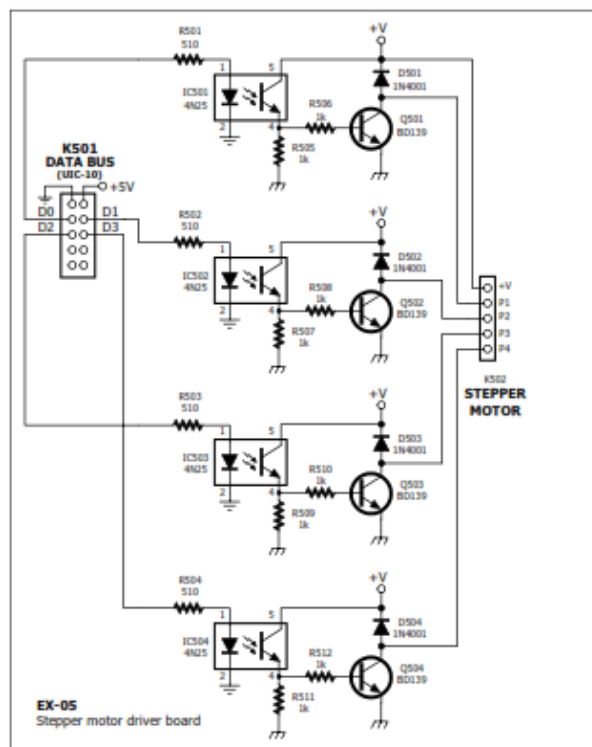 +V
R501
510
1
5
D501
1N4001
IC501
4N25
R506
1k
Q501
BD139
2
4
R505
1k
K501
DATA BUS
(UIC-10)
+5V
D0
D1
D2
D3
+V
R502
510
1
5
D502
1N4001
IC502
4N25
R508
1k
Q502
BD139
2
4
R507
1k
+V
P1
P2
P3
P4
K502
STEPPER
MOTOR
+V
R503
510
1
5
D503
1N4001
IC503
4N25
R510
1k
Q503
BD139
2
4
R509
1k
+V
R504
510
1
5
D504
1N4001
IC504
4N25
R512
1k
Q504
BD139
2
4
R511
1k
EX-05
Stepper motor driver board